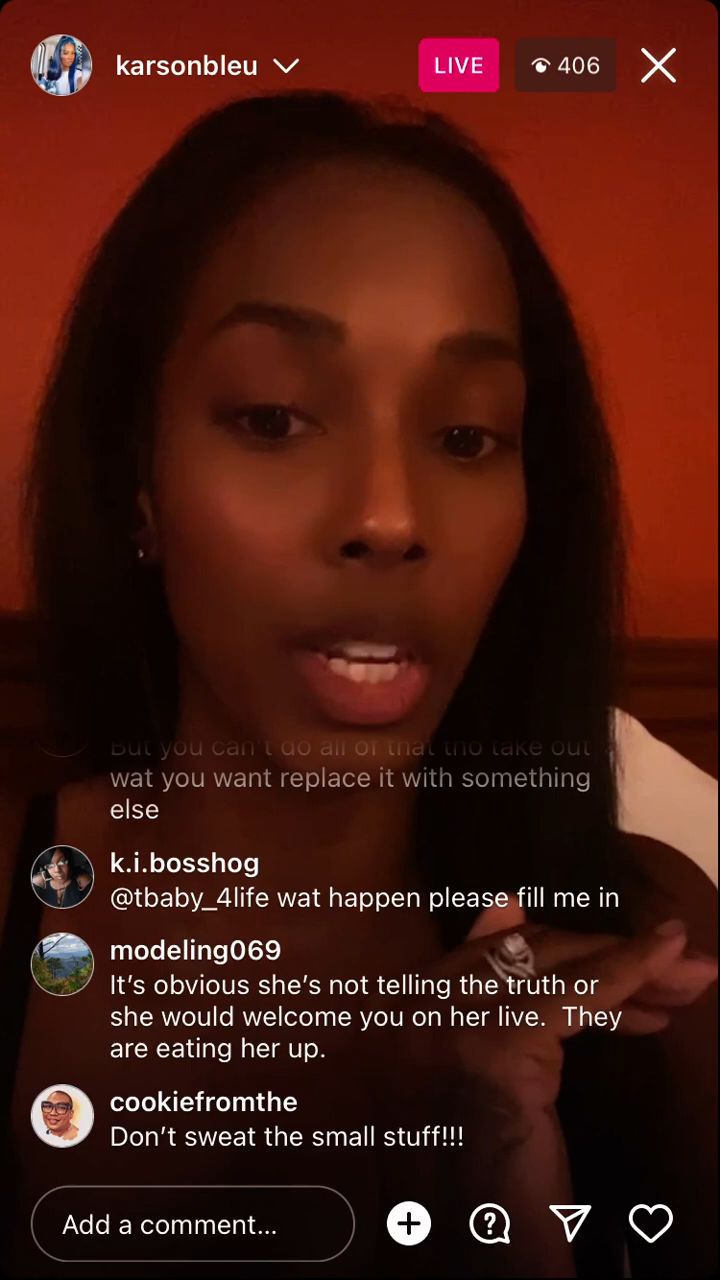 karsonbleu
LIVE
406
But you can't do all of that tho take out
wat you want replace it with something
else
k.i.bosshog
@tbaby_4life wat happen please fill me in
modeling069
It's obvious she's not telling the truth or
she would welcome you on her live.  They
are eating her up.
cookiefromthe
Don't sweat the small stuff!!!
Add a comment...